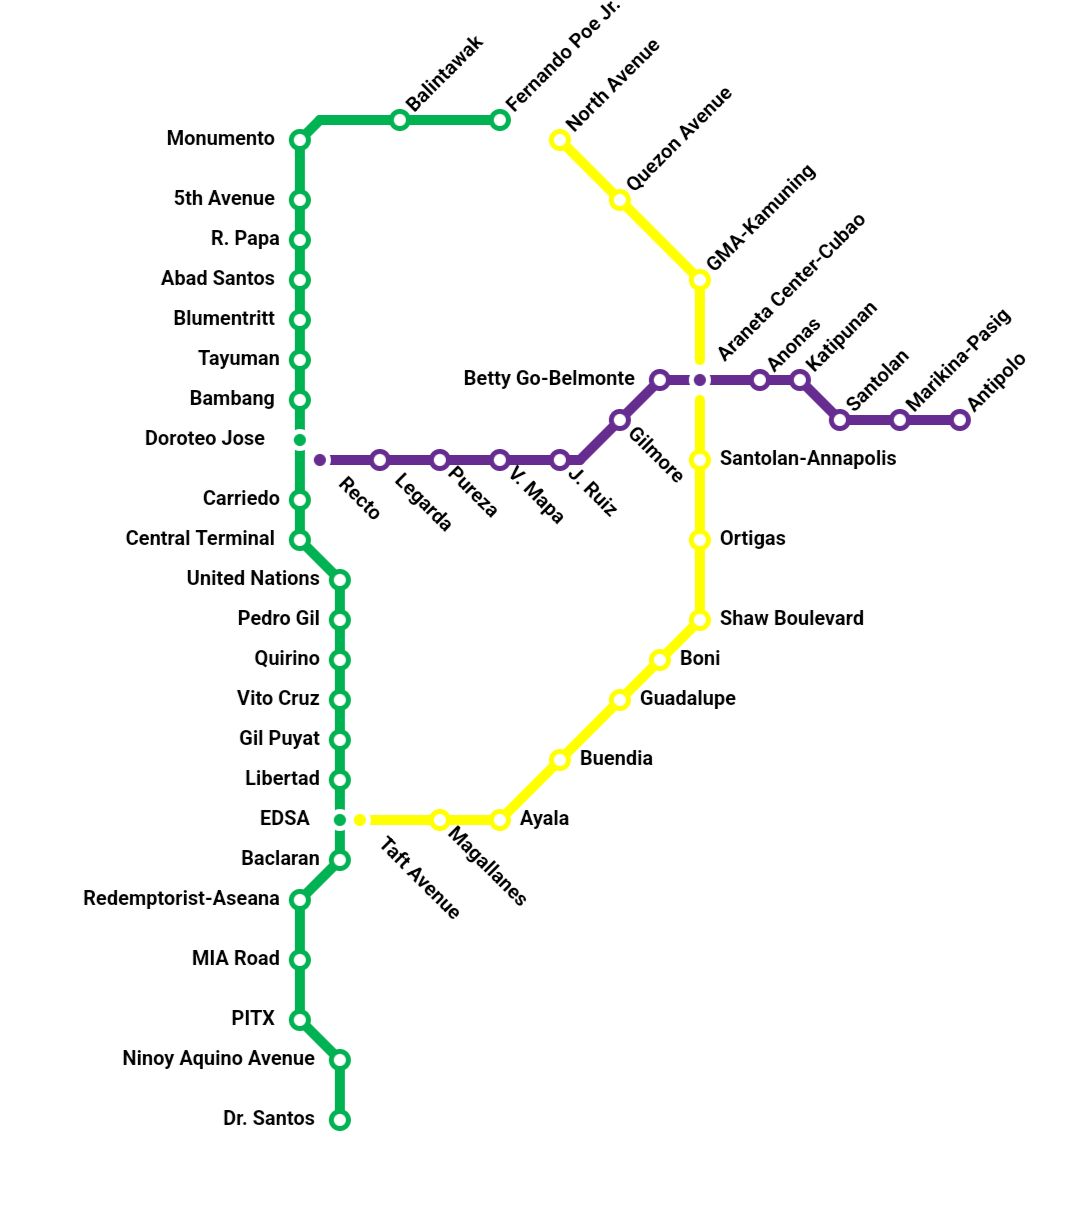 Balintawak
Fernando Poe Jr.
North Avenue
Monumento
Quezon Avenue
5th Avenue
R. Papa
GMA-Kamuning
Abad Santos
Araneta Center-Cubao
Blumentritt
Anonas
Katipunan
Tayuman
Santolan
Marikina-Pasig
Antipolo
Betty Go-Belmonte
Bambang
Doroteo Jose
Gilmore
Santolan-Annapolis
Recto
Legarda
Pureza
V. Mapa
J. Ruiz
Carriedo
Central Terminal
Ortigas
United Nations
Pedro Gil
Shaw Boulevard
Quirino
Boni
Vito Cruz
Guadalupe
Gil Puyat
Buendia
Libertad
EDSA
Ayala
Taft Avenue
Magallanes
Baclaran
Redemptorist-Aseana
MIA Road
PITX
Ninoy Aquino Avenue
Dr. Santos